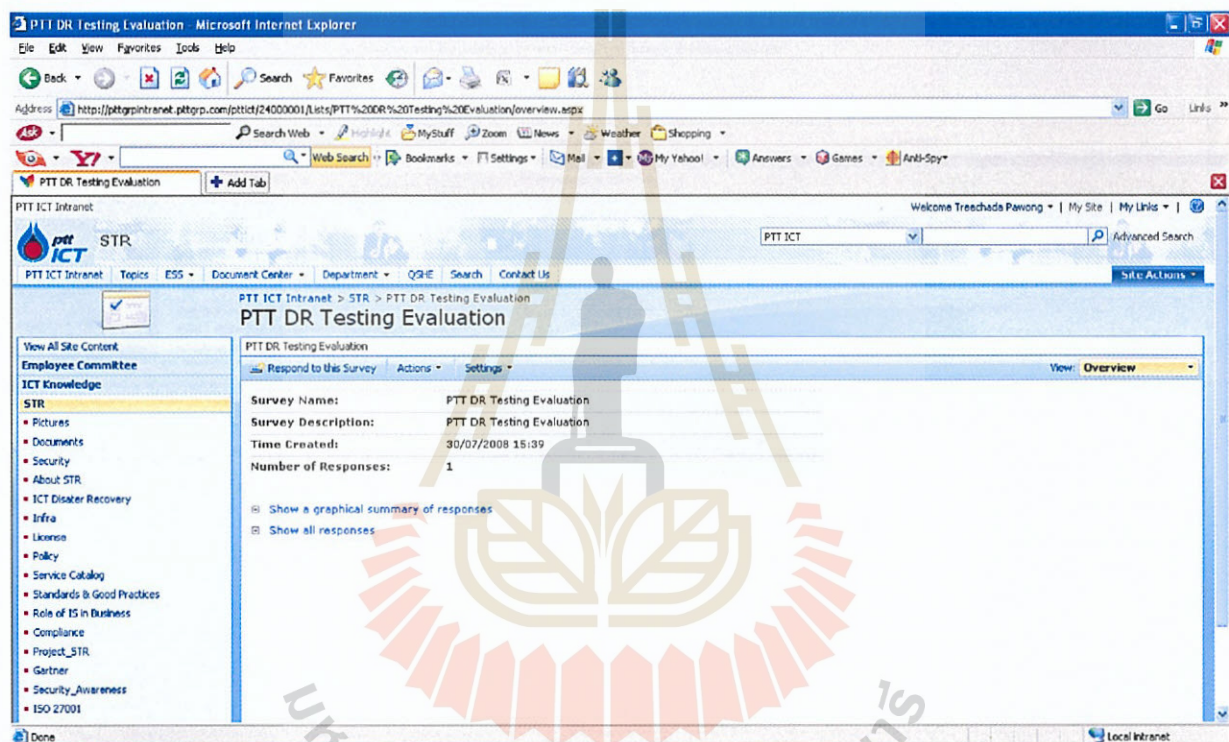 PTT DR Testing Evaluation - Microsoft Internet Explorer
File Edit View Favorites Tools Help
Back Search Favorites
Address http://pttgrpintranet.pttgrp.com/pttict/24000001/Lists/PTT%20DR%20Testing%20Evaluation/overview.aspx Go Links »
Ask Search Web Highlight MyStuff Zoom News Weather Shopping
Y7 Web Search Bookmarks Settings Mail My Yahoo! Answers Games Anti-Spy
PTT DR Testing Evaluation Add Tab
PTT ICT Intranet Welcome Treechada Pawong | My Site | My Links |
ptt ICT STR PTT ICT Advanced Search
PTT ICT Intranet Topics ESS Document Center Department QSHE Search Contact Us Site Actions
PTT ICT Intranet > STR > PTT DR Testing Evaluation
PTT DR Testing Evaluation
View All Site Content
Employee Committee
ICT Knowledge
STR
Pictures
Documents
Security
About STR
ICT Disater Recovery
Infra
License
Policy
Service Catalog
Standards & Good Practices
Role of IS in Business
Compliance
Project_STR
Gartner
Security_Awareness
ISO 27001
PTT DR Testing Evaluation
Respond to this Survey Actions Settings View: Overview
Survey Name: PTT DR Testing Evaluation
Survey Description: PTT DR Testing Evaluation
Time Created: 30/07/2008 15:39
Number of Responses: 1
Show a graphical summary of responses
Show all responses
Done Local intranet